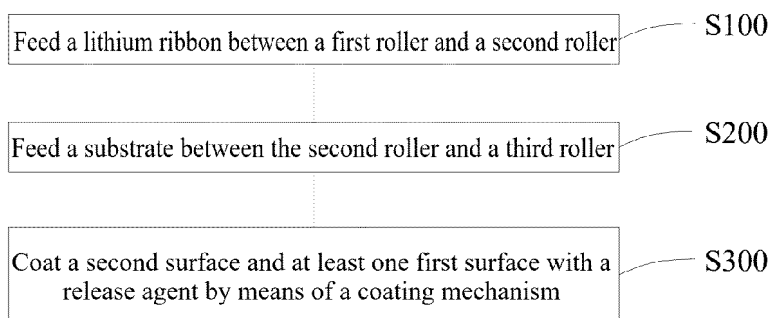 Feed a lithium ribbon between a first roller and a second roller
S100
Feed a substrate between the second roller and a third roller
S200
Coat a second surface and at least one first surface with a
release agent by means of a coating mechanism
S300